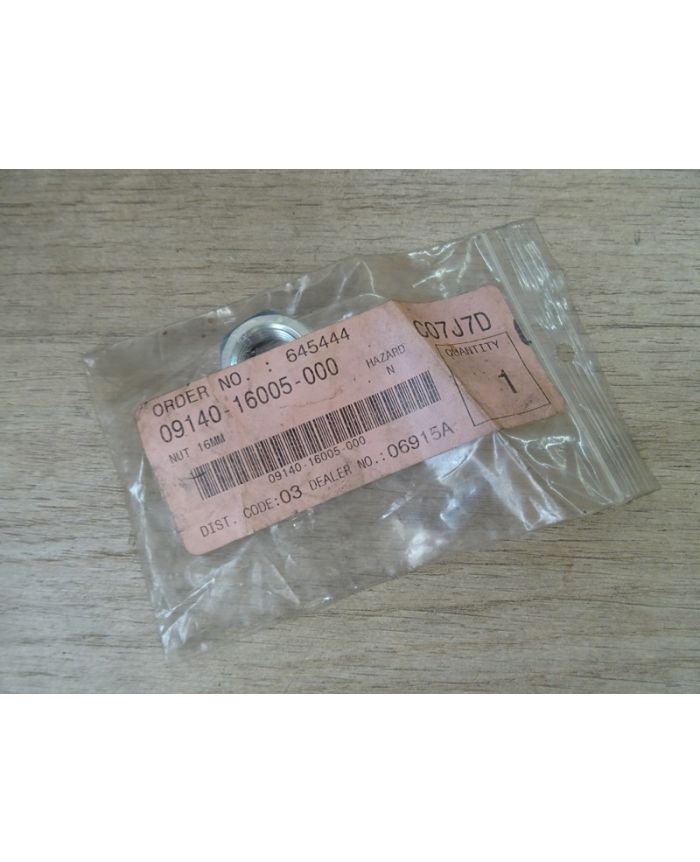 ORDER NO. : 645444
C07J7D
09140-16005-000
HAZARD
N
QUANTITY
1
NUT 16MM
09140-16005-000
DIST. CODE:03 DEALER NO.:06915A